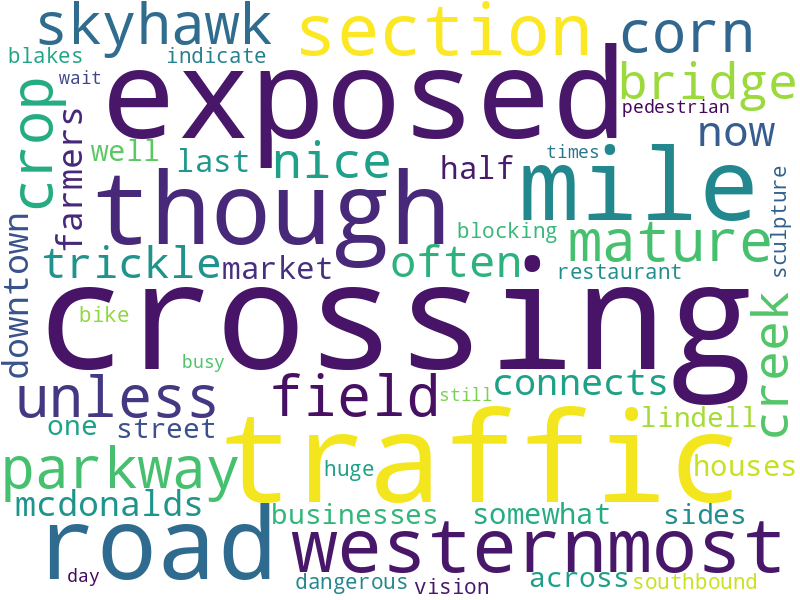 skyhawk
section
corn
blakes
indicate
wait
exposed
bridge
pedestrian
crop
farmers
well
last
nice
half
times
now
though
mile
sculpture
downtown
trickle
market
often
blocking
mature
restaurant
crossing
bike
busy
creek
unless
field
still
connects
one
street
traffic
lindell
parkway
huge
houses
mcdonalds
businesses
somewhat
sides
road
westernmost
day
dangerous
vision
across
southbound